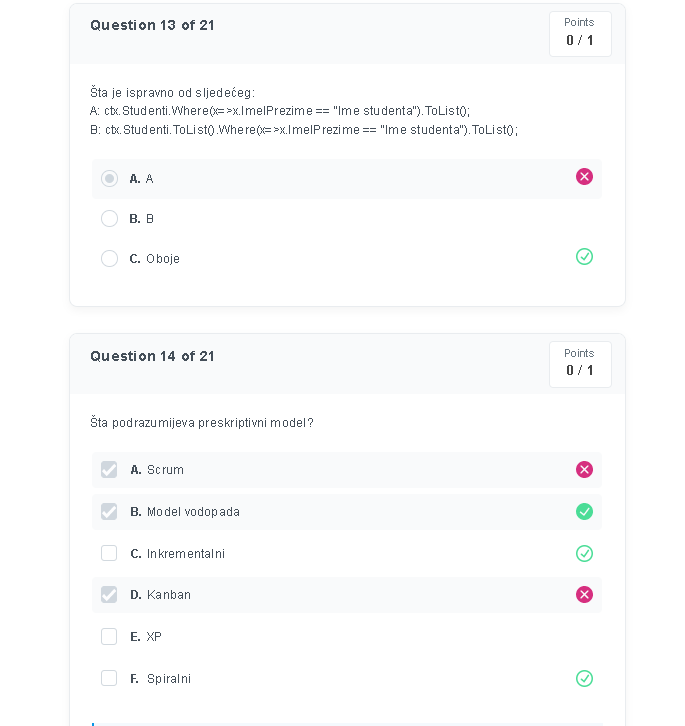 Question 13 of 21
Points
0 / 1
Šta je ispravno od sljedećeg:
A: ctx.Studenti.Where(x=>x.ImeIPrezime == "Ime studenta").ToList();
B: ctx.Studenti.ToList().Where(x=>x.ImeIPrezime == "Ime studenta").ToList();
A. A
B. B
C. Oboje
Question 14 of 21
Points
0 / 1
Šta podrazumijeva preskriptivni model?
A. Scrum
B. Model vodopada
C. Inkrementalni
D. Kanban
E. XP
F. Spiralni